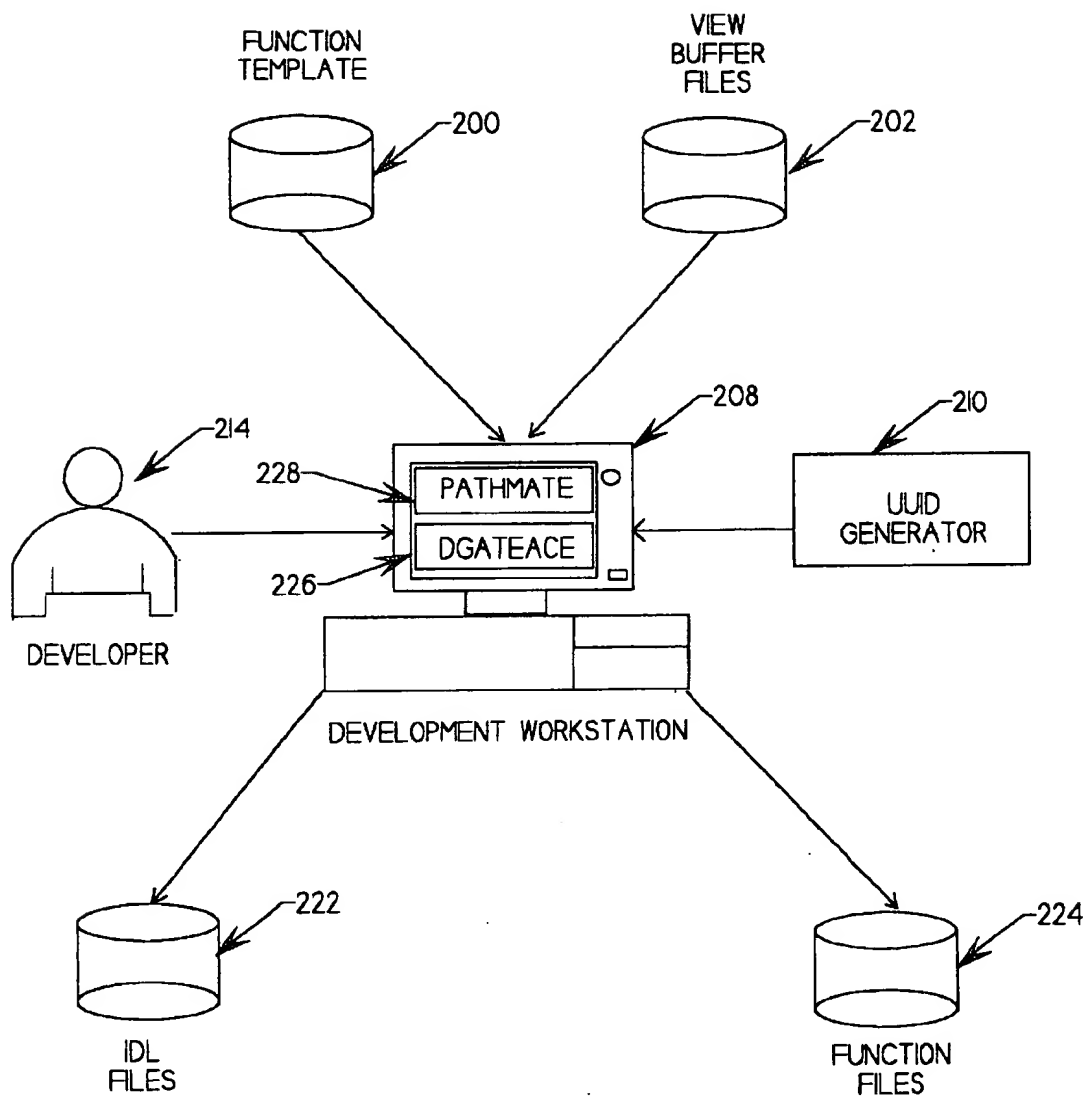 FUNCTION
TEMPLATE
200
VIEW
BUFFER
FILES
202
214
DEVELOPER
228
PATHMATE
226
DGATEACE
208
210
UUID
GENERATOR
DEVELOPMENT WORKSTATION
222
IDL
FILES
224
FUNCTION
FILES